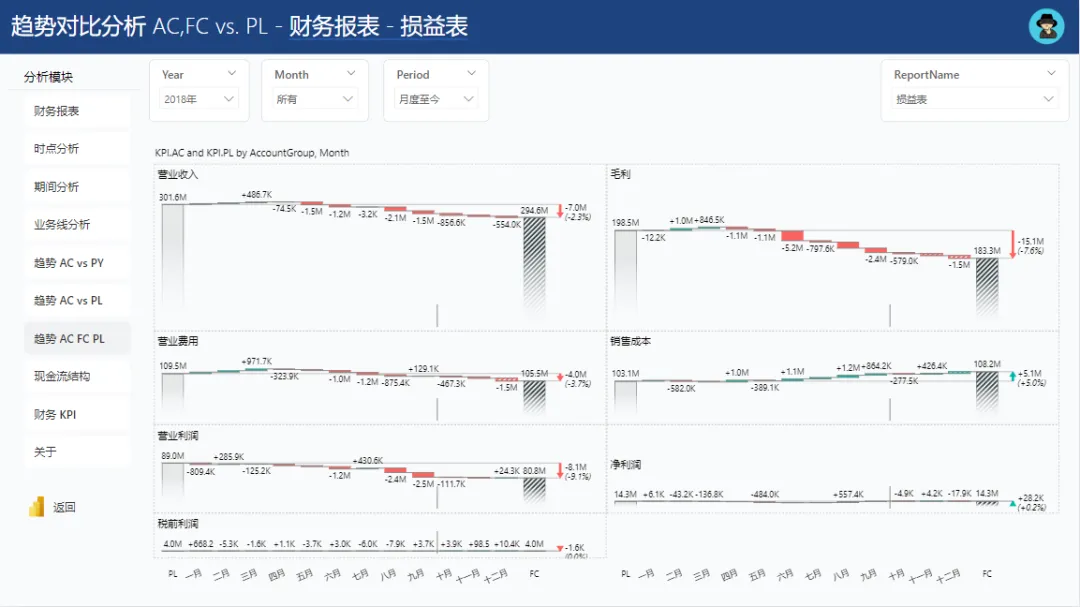 趋势对比分析 AC,FC vs. PL - 财务报表 - 损益表
分析模块
财务报表
时点分析
期间分析
业务线分析
趋势 AC vs PY
趋势 AC vs PL
趋势 AC FC PL
现金流结构
财务 KPI
关于
返回
Year
2018年
Month
所有
Period
月度至今
ReportName
损益表
KPI.AC and KPI.PL by AccountGroup, Month
营业收入
301.6M +486.7K -74.5K -1.5M -1.2M -3.2K -2.1M -1.5M -856.6K -554.0K 294.6M -7.0M
(-2.3%)
毛利
198.5M -12.2K +1.0M +846.5K -1.1M -1.1M -5.2M -797.6K -2.4M -579.0K -1.5M 183.3M -15.1M
(-7.6%)
营业费用
109.5M +971.7K -323.9K -1.0M -1.2M -875.4K +129.1K -467.3K -1.5M 105.5M -4.0M
(-3.7%)
销售成本
103.1M -582.0K +1.0M -389.1K +1.1M +1.2M +864.2K -277.5K +426.4K 108.2M +5.1M
(+5.0%)
营业利润
89.0M -809.4K +285.9K -125.2K -1.2M +430.6K -2.4M -2.5M -111.7K +24.3K 80.8M -8.1M
(-9.1%)
净利润
14.3M +6.1K -43.2K -136.8K -484.0K +557.4K -4.9K +4.2K -17.9K 14.3M +28.2K
(+0.2%)
税前利润
4.0M +668.2 -5.3K -1.6K +1.1K -3.7K +3.0K -6.0K -7.9K +3.7K +3.9K +98.5 +10.4K 4.0M -1.6K
(0.0%)
PL 一月 二月 三月 四月 五月 六月 七月 八月 九月 十月 十一月 十二月 FC
PL 一月 二月 三月 四月 五月 六月 七月 八月 九月 十月 十一月 十二月 FC